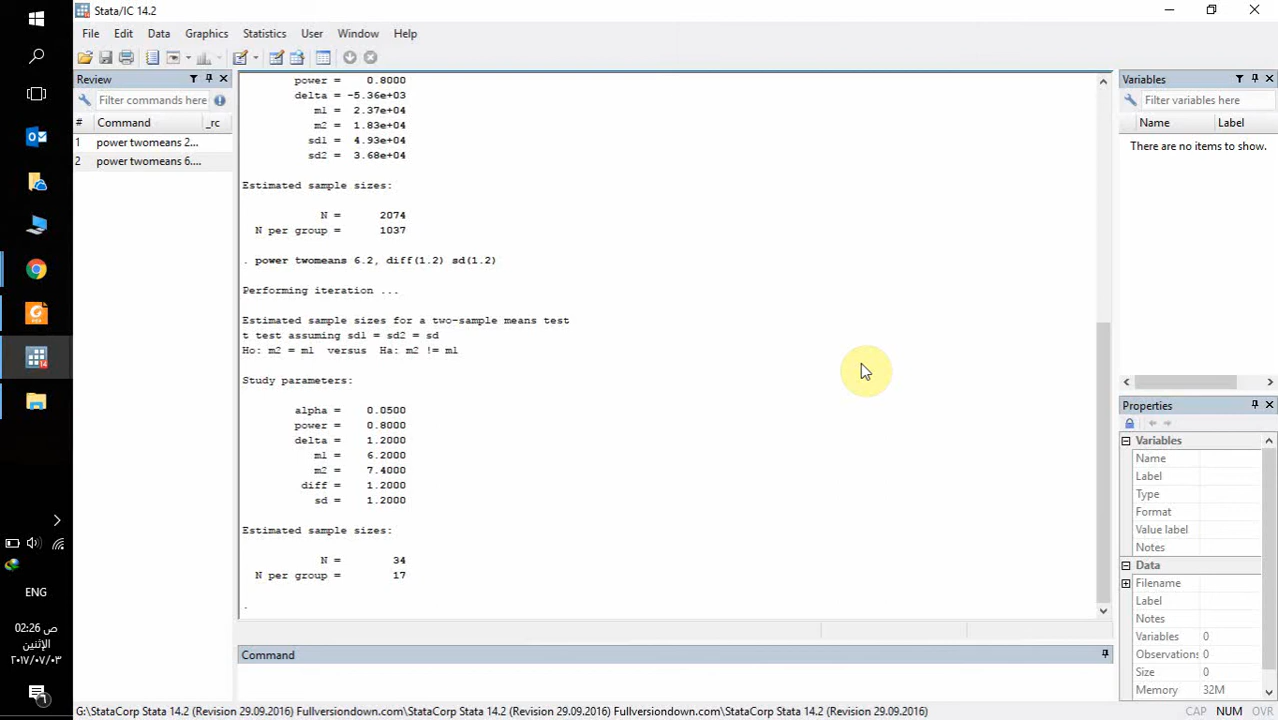 Stata/IC 14.2
File Edit Data Graphics Statistics User Window Help
Review
Filter commands here
# Command _rc
1 power twomeans 2...
2 power twomeans 6....
power = 0.8000
delta = -5.36e+03
m1 = 2.37e+04
m2 = 1.83e+04
sd1 = 4.93e+04
sd2 = 3.68e+04
Estimated sample sizes:
N = 2074
N per group = 1037
. power twomeans 6.2, diff(1.2) sd(1.2)
Performing iteration ...
Estimated sample sizes for a two-sample means test
t test assuming sd1 = sd2 = sd
Ho: m2 = m1 versus Ha: m2 != m1
Study parameters:
alpha = 0.0500
power = 0.8000
delta = 1.2000
m1 = 6.2000
m2 = 7.4000
diff = 1.2000
sd = 1.2000
Estimated sample sizes:
N = 34
N per group = 17
.
Command
Variables
Filter variables here
Name Label
There are no items to show.
Properties
Variables
Name
Label
Type
Format
Value label
Notes
Data
Filename
Label
Notes
Variables 0
Observations 0
Size 0
Memory 32M
ENG
02:26 ص
الإثنين
٢٠١٧/٠٧/٠٣
G:\StataCorp Stata 14.2 (Revision 29.09.2016) Fullversiondown.com\StataCorp Stata 14.2 (Revision 29.09.2016) Fullversiondown.com\StataCorp Stata 14.2 (Revision 29.09.2016)
CAP NUM OVR